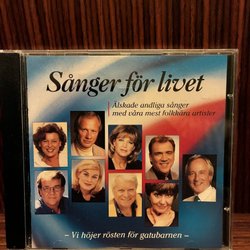 Sånger för livet
Älskade andliga sånger
med våra mest folkkära artister
– Vi höjer rösten för gatubarnen –